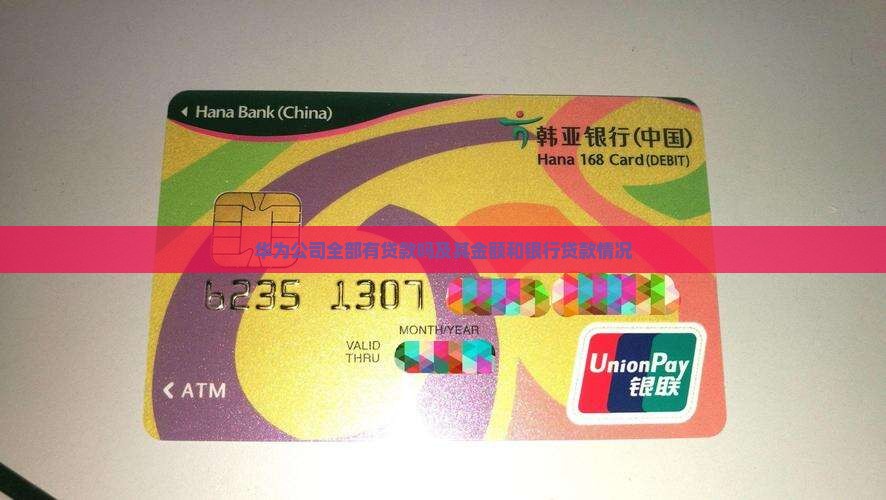 Hana Bank (China)
韩亚银行(中国)
Hana 168 Card(DEBIT)
华为公司全部有贷款吗及其金额和银行贷款情况
6235 1307
MONTH/YEAR
VALID
THRU
ATM
UnionPay
银联